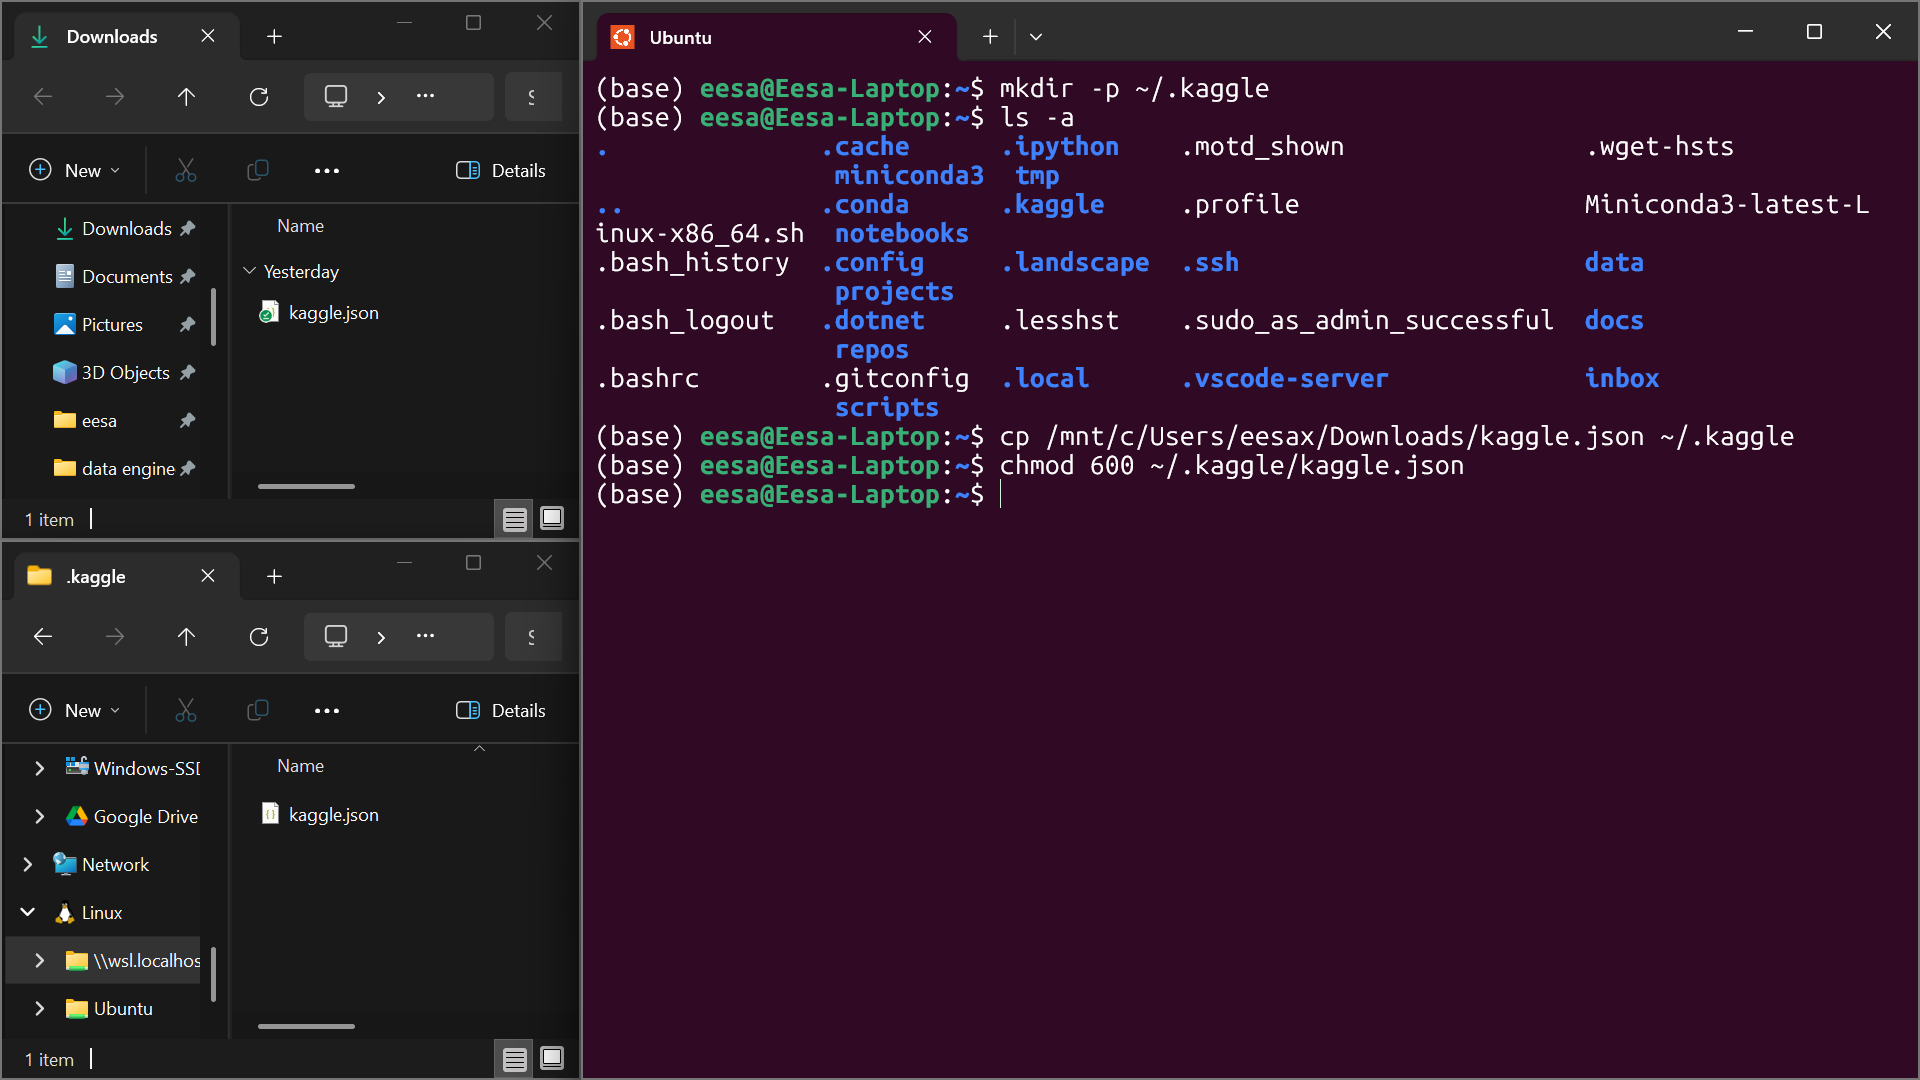 Downloads
New
Details
Downloads
Documents
Pictures
3D Objects
eesa
data engine
Name
Yesterday
kaggle.json
1 item
.kaggle
New
Details
Windows-SSD
Google Drive
Network
Linux
\\wsl.localhos
Ubuntu
Name
kaggle.json
1 item
Ubuntu
(base) eesa@Eesa-Laptop:~$ mkdir -p ~/.kaggle
(base) eesa@Eesa-Laptop:~$ ls -a
. .cache .ipython .motd_shown .wget-hsts
miniconda3 tmp
.. .conda .kaggle .profile Miniconda3-latest-L
inux-x86_64.sh notebooks
.bash_history .config .landscape .ssh data
projects
.bash_logout .dotnet .lesshst .sudo_as_admin_successful docs
repos
.bashrc .gitconfig .local .vscode-server inbox
scripts
(base) eesa@Eesa-Laptop:~$ cp /mnt/c/Users/eesax/Downloads/kaggle.json ~/.kaggle
(base) eesa@Eesa-Laptop:~$ chmod 600 ~/.kaggle/kaggle.json
(base) eesa@Eesa-Laptop:~$